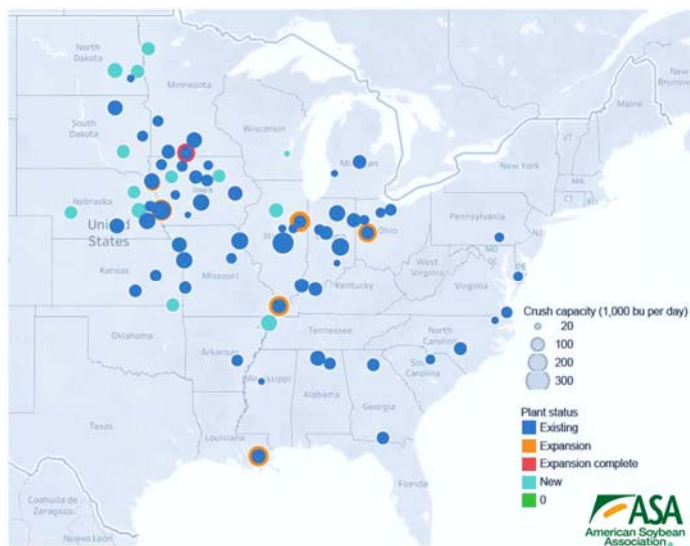 North
Dakota
Minnesota
South
Dakota
Wisconsin
Michigan
Maine
New
Brunswick
VT
NH
New York
MA
CT
RI
Nebraska
Iowa
United
States
Pennsylvania
NJ
Ohio
MD
DC
DE
West
Virginia
Virginia
Kansas
Missouri
Kentucky
Oklahoma
Arkansas
Tennessee
North
Carolina
South
Carolina
Mississippi
Alabama
Georgia
Texas
Louisiana
Florida
Coahuila de
Zaragoza
Nuevo León
Crush capacity (1,000 bu per day)
20
100
200
300
Plant status
Existing
Expansion
Expansion complete
New
0
ASA
American Soybean
Association